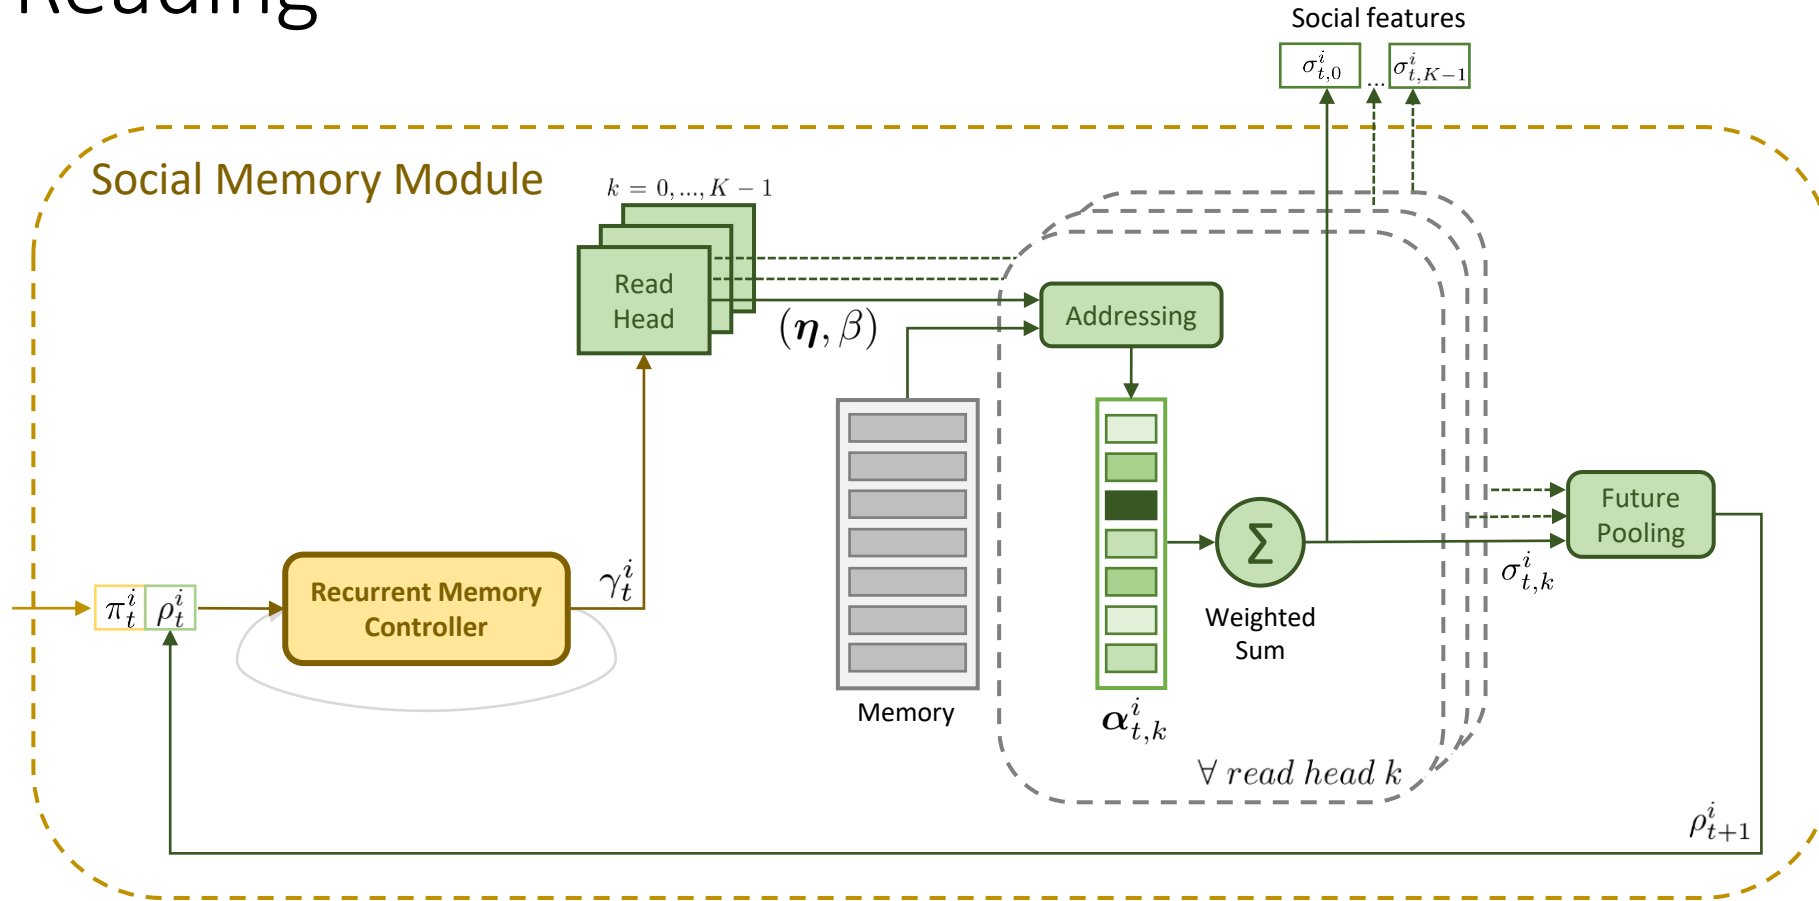 Reading
Social features
σ^i_{t,0}
...
σ^i_{t,K−1}
Social Memory Module
k = 0, ..., K − 1
Read
Head
(η, β)
Addressing
Future
Pooling
σ^i_{t,k}
Σ
Weighted
Sum
Recurrent Memory
Controller
γ^i_t
π^i_t ρ^i_t
Memory
α^i_{t,k}
∀ read head k
ρ^i_{t+1}